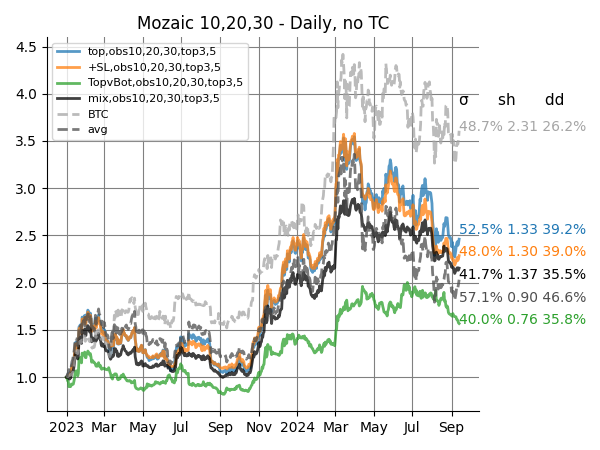 Mozaic 10,20,30 - Daily, no TC
top,obs10,20,30,top3,5
+SL,obs10,20,30,top3,5
TopvBot,obs10,20,30,top3,5
mix,obs10,20,30,top3,5
BTC
avg
4.5
4.0
3.5
3.0
2.5
2.0
1.5
1.0
σ sh dd
48.7% 2.31 26.2%
52.5% 1.33 39.2%
48.0% 1.30 39.0%
41.7% 1.37 35.5%
57.1% 0.90 46.6%
40.0% 0.76 35.8%
2023 Mar May Jul Sep Nov 2024 Mar May Jul Sep